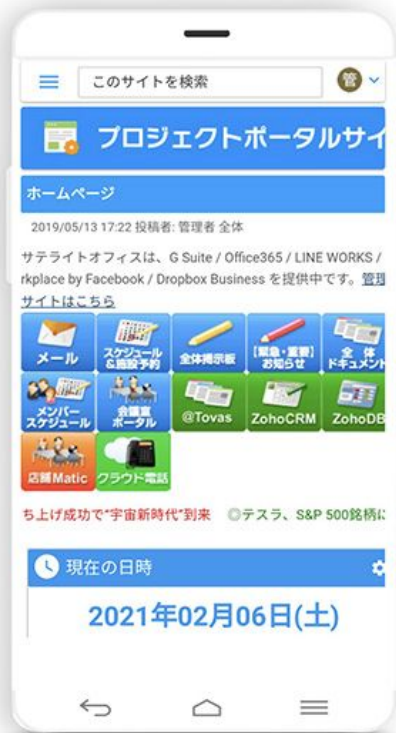 このサイトを検索
管
プロジェクトポータルサイ
ホームページ
2019/05/13 17:22 投稿者: 管理者 全体
サテライトオフィスは、G Suite / Office365 / LINE WORKS /
rkplace by Facebook / Dropbox Business を提供中です。管理
サイトはこちら
メール
スケジュール
&施設予約
全体掲示板
【緊急・重要】
お知らせ
全体
ドキュメント
メンバー
スケジュール
会議室
ポータル
@Tovas
ZohoCRM
ZohoDB
店舗Matic
クラウド電話
ち上げ成功で"宇宙新時代"到来 ◎テスラ、S&P 500銘柄に
現在の日時
2021年02月06日(土)